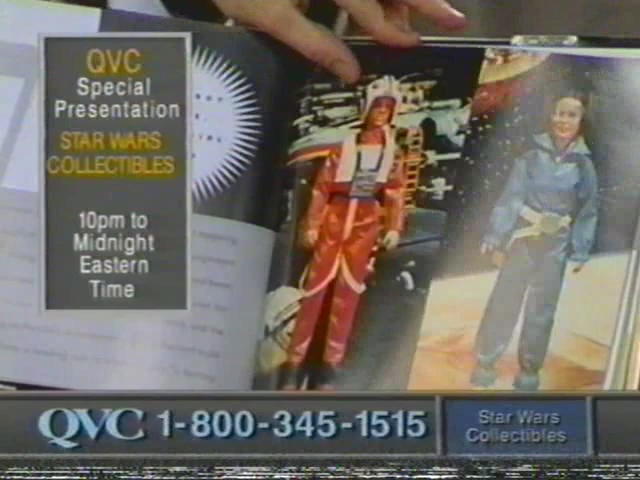 QVC
Special
Presentation
STAR WARS
COLLECTIBLES
10pm to
Midnight
Eastern
Time
QVC 1-800-345-1515
Star Wars
Collectibles